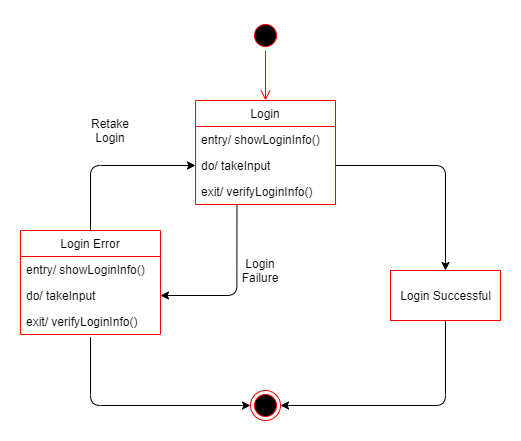 Login
entry/ showLoginInfo()
do/ takeInput
exit/ verifyLoginInfo()
Retake
Login
Login Error
entry/ showLoginInfo()
do/ takeInput
exit/ verifyLoginInfo()
Login
Failure
Login Successful